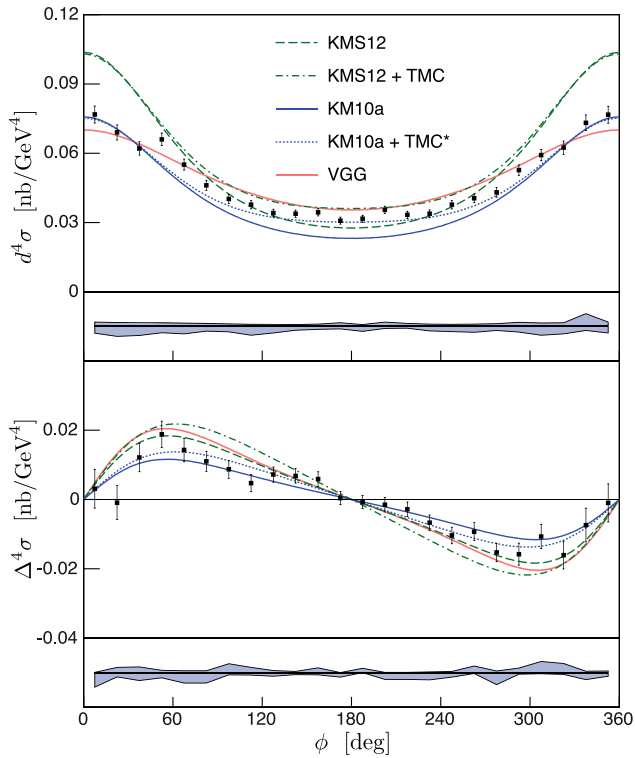 0.12
0.09
0.06
0.03
0
d⁴σ [nb/GeV⁴]
KMS12
KMS12 + TMC
KM10a
KM10a + TMC*
VGG
0.02
0
-0.02
-0.04
Δ⁴σ [nb/GeV⁴]
0 60 120 180 240 300 360
ϕ [deg]